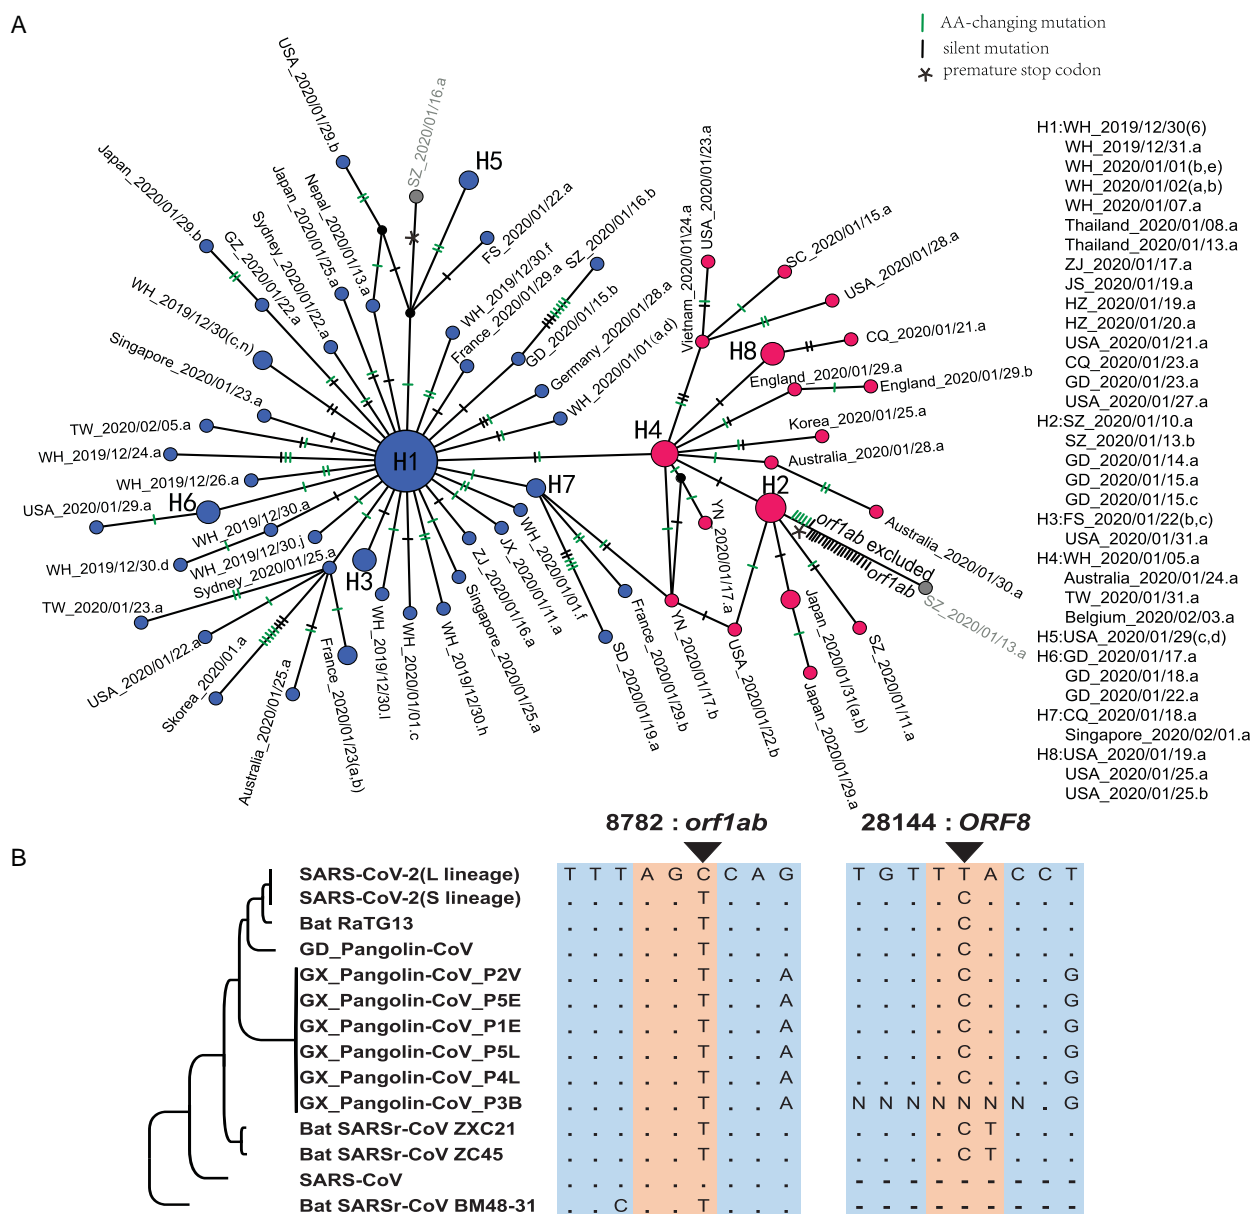 A
AA-changing mutation
silent mutation
premature stop codon
USA_2020/01/29.b
SZ_2020/01/16.a
H5
Japan_2020/01/29.b
GZ_2020/01/22.a
Sydney_2020/01/22.a
Japan_2020/01/25.a
Nepal_2020/01/13.a
FS_2020/01/22.a
SZ_2020/01/16.b
WH_2019/12/30.f
France_2020/01/29.a
GD_2020/01/15.b
Germany_2020/01/28.a
WH_2020/01/01(a,d)
WH_2019/12/30(c,n)
Singapore_2020/01/23.a
TW_2020/02/05.a
WH_2019/12/24.a
WH_2019/12/26.a
USA_2020/01/29.a
H6
H1
WH_2019/12/30.a
WH_2019/12/30.d
WH_2019/12/30.j
Sydney_2020/01/25.a
TW_2020/01/23.a
USA_2020/01/22.a
Skorea_2020/01.a
Australia_2020/01/25.a
France_2020/01/23(a,b)
H3
WH_2019/12/30.l
WH_2020/01/01.c
WH_2019/12/30.h
Singapore_2020/01/25.a
ZJ_2020/01/16.a
JX_2020/01/11.a
WH_2020/01/01.f
H7
SD_2020/01/19.a
France_2020/01/29.b
YN_2020/01/17.b
YN_2020/01/17.a
USA_2020/01/22.b
H4
Vietnam_2020/01/24.a
USA_2020/01/23.a
SC_2020/01/15.a
USA_2020/01/28.a
H8
CQ_2020/01/21.a
England_2020/01/29.a
England_2020/01/29.b
Korea_2020/01/25.a
Australia_2020/01/28.a
Australia_2020/01/30.a
H2
orf1ab excluded
orf1ab
SZ_2020/01/13.a
Japan_2020/01/31(a,b)
Japan_2020/01/29.a
SZ_2020/01/11.a
H1:WH_2019/12/30(6)
WH_2019/12/31.a
WH_2020/01/01(b,e)
WH_2020/01/02(a,b)
WH_2020/01/07.a
Thailand_2020/01/08.a
Thailand_2020/01/13.a
ZJ_2020/01/17.a
JS_2020/01/19.a
HZ_2020/01/19.a
HZ_2020/01/20.a
USA_2020/01/21.a
CQ_2020/01/23.a
GD_2020/01/23.a
USA_2020/01/27.a
H2:SZ_2020/01/10.a
SZ_2020/01/13.b
GD_2020/01/14.a
GD_2020/01/15.a
GD_2020/01/15.c
H3:FS_2020/01/22(b,c)
USA_2020/01/31.a
H4:WH_2020/01/05.a
Australia_2020/01/24.a
TW_2020/01/31.a
Belgium_2020/02/03.a
H5:USA_2020/01/29(c,d)
H6:GD_2020/01/17.a
GD_2020/01/18.a
GD_2020/01/22.a
H7:CQ_2020/01/18.a
Singapore_2020/02/01.a
H8:USA_2020/01/19.a
USA_2020/01/25.a
USA_2020/01/25.b
B
8782 : orf1ab 28144 : ORF8
SARS-CoV-2(L lineage) T T T A G C C A G T G T T T A C C T
SARS-CoV-2(S lineage) . . . . . T . . . . . . . C . . . .
Bat RaTG13 . . . . . T . . . . . . . C . . . .
GD_Pangolin-CoV . . . . . T . . . . . . . C . . . .
GX_Pangolin-CoV_P2V . . . . . T . . A . . . . C . . . G
GX_Pangolin-CoV_P5E . . . . . T . . A . . . . C . . . G
GX_Pangolin-CoV_P1E . . . . . T . . A . . . . C . . . G
GX_Pangolin-CoV_P5L . . . . . T . . A . . . . C . . . G
GX_Pangolin-CoV_P4L . . . . . T . . A . . . . C . . . G
GX_Pangolin-CoV_P3B . . . . . T . . A N N N N N N N . G
Bat SARSr-CoV ZXC21 . . . . . T . . . . . . . C T . . .
Bat SARSr-CoV ZC45 . . . . . T . . . . . . . C T . . .
SARS-CoV . . . . . . . . . - - - - - - - - -
Bat SARSr-CoV BM48-31 . . C . . T . . . - - - - - - - - -